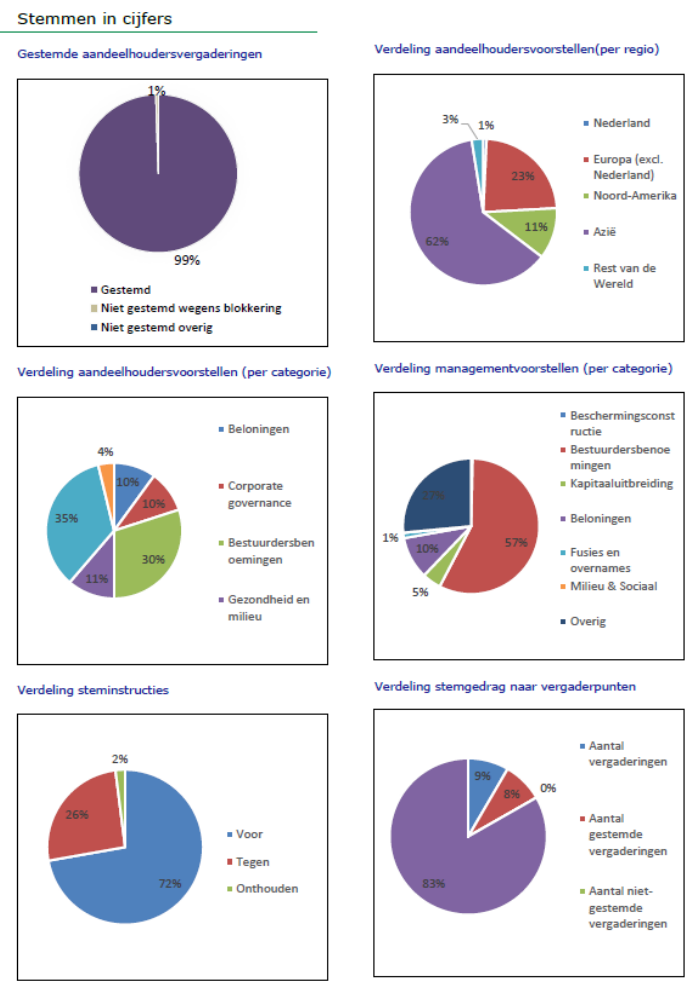 Stemmen in cijfers
Gestemde aandeelhoudersvergaderingen
1%
99%
Gestemd
Niet gestemd wegens blokkering
Niet gestemd overig
Verdeling aandeelhoudersvoorstellen(per regio)
3%
1%
23%
11%
62%
Nederland
Europa (excl.
Nederland)
Noord-Amerika
Azië
Rest van de
Wereld
Verdeling aandeelhoudersvoorstellen (per categorie)
4%
10%
10%
35%
30%
11%
Beloningen
Corporate
governance
Bestuurdersben
oemingen
Gezondheid en
milieu
Verdeling managementvoorstellen (per categorie)
27%
57%
1%
10%
5%
Beschermingsconst
ructie
Bestuurdersbenoe
mingen
Kapitaaluitbreiding
Beloningen
Fusies en
overnames
Milieu & Sociaal
Overig
Verdeling steminstructies
2%
26%
72%
Voor
Tegen
Onthouden
Verdeling stemgedrag naar vergaderpunten
9%
8%
0%
83%
Aantal
vergaderingen
Aantal
gestemde
vergaderingen
Aantal niet-
gestemde
vergaderingen